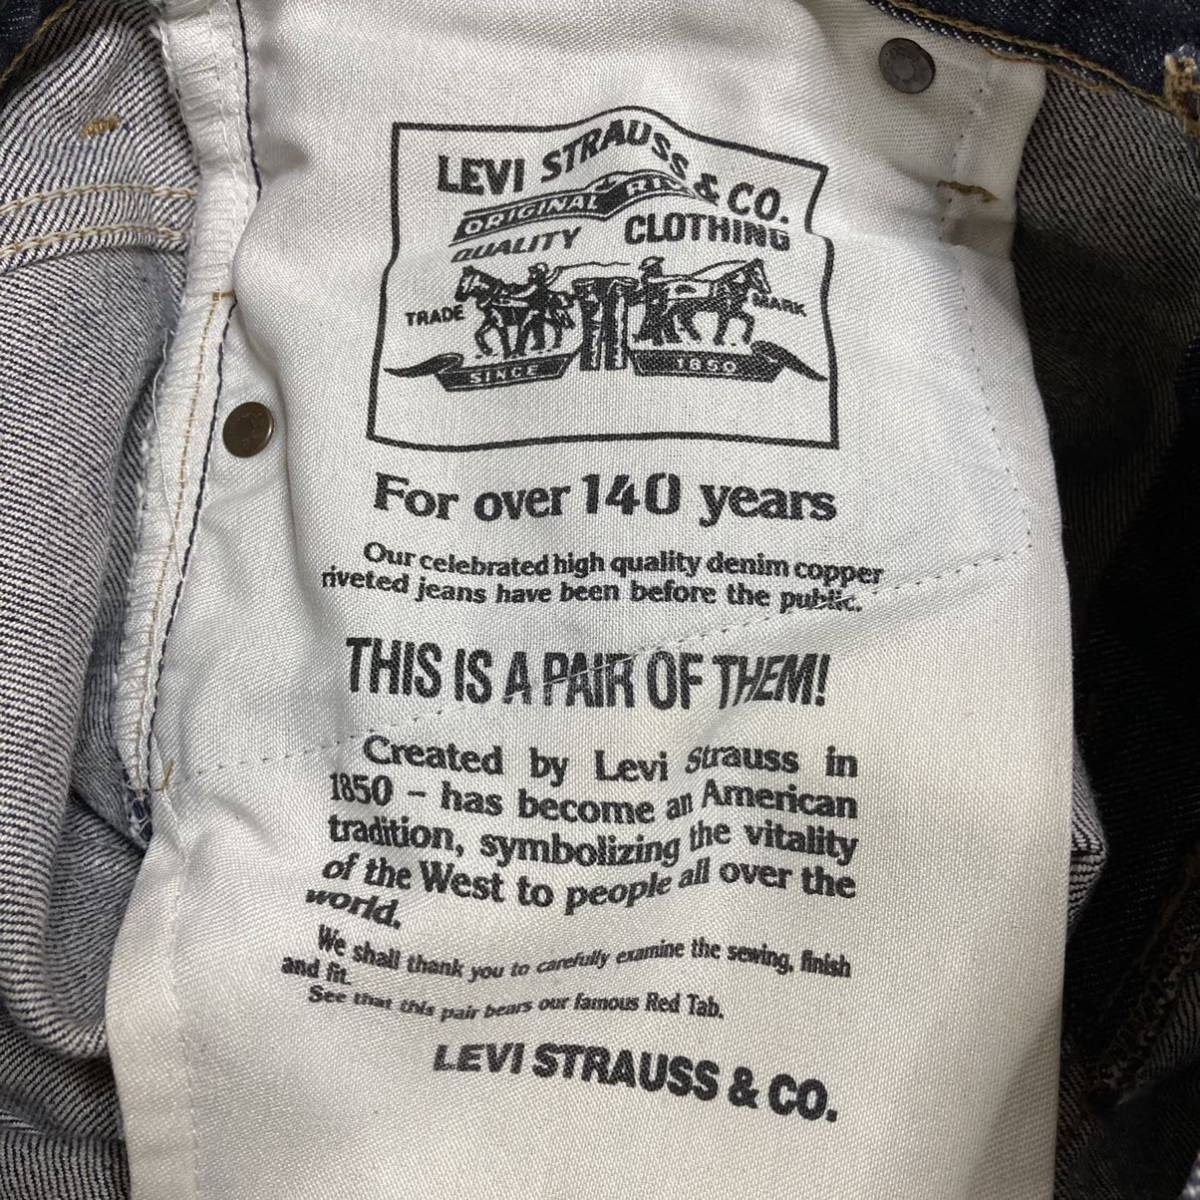 LEVI STRAUSS & CO.
ORIGINAL
QUALITY CLOTHING
TRADE MARK
SINCE 1850
For over 140 years
Our celebrated high quality denim copper
riveted jeans have been before the public.
THIS IS A PAIR OF THEM!
Created by Levi Strauss in
1850 – has become an American
tradition, symbolizing the vitality
of the West to people all over the
world.
We shall thank you to carefully examine the sewing, finish
and fit.
See that this pair bears our famous Red Tab.
LEVI STRAUSS & CO.